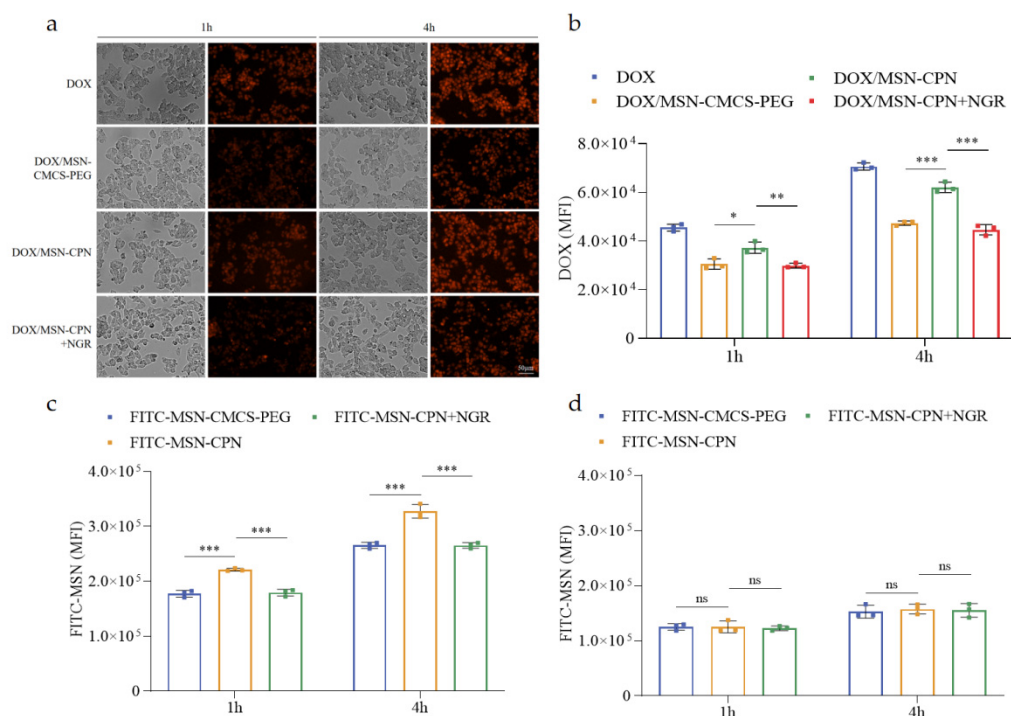 a
1h 4h
DOX
DOX/MSN-
CMCS-PEG
DOX/MSN-CPN
DOX/MSN-CPN
+NGR
50μm
b
DOX DOX/MSN-CPN
DOX/MSN-CMCS-PEG DOX/MSN-CPN+NGR
DOX (MFI)
8.0×10⁴
6.0×10⁴
4.0×10⁴
2.0×10⁴
0
* ** *** ***
1h 4h
c
FITC-MSN-CMCS-PEG FITC-MSN-CPN+NGR
FITC-MSN-CPN
FITC-MSN (MFI)
4.0×10⁵
3.0×10⁵
2.0×10⁵
1.0×10⁵
0
*** *** *** ***
1h 4h
d
FITC-MSN-CMCS-PEG FITC-MSN-CPN+NGR
FITC-MSN-CPN
FITC-MSN (MFI)
4.0×10⁵
3.0×10⁵
2.0×10⁵
1.0×10⁵
0
ns ns ns ns
1h 4h